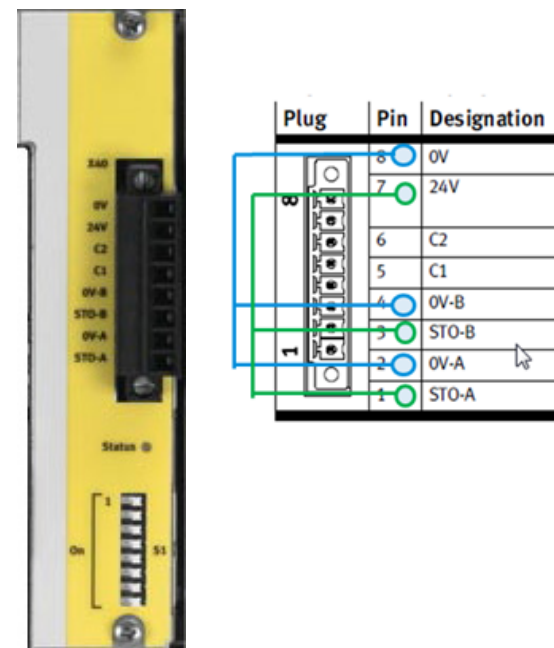 X40
0V
24V
C2
C1
0V-B
STO-B
0V-A
STO-A
Status
1
On
S1
Plug Pin Designation
8 0V
7 24V
6 C2
5 C1
4 0V-B
3 STO-B
2 0V-A
1 STO-A
8
1